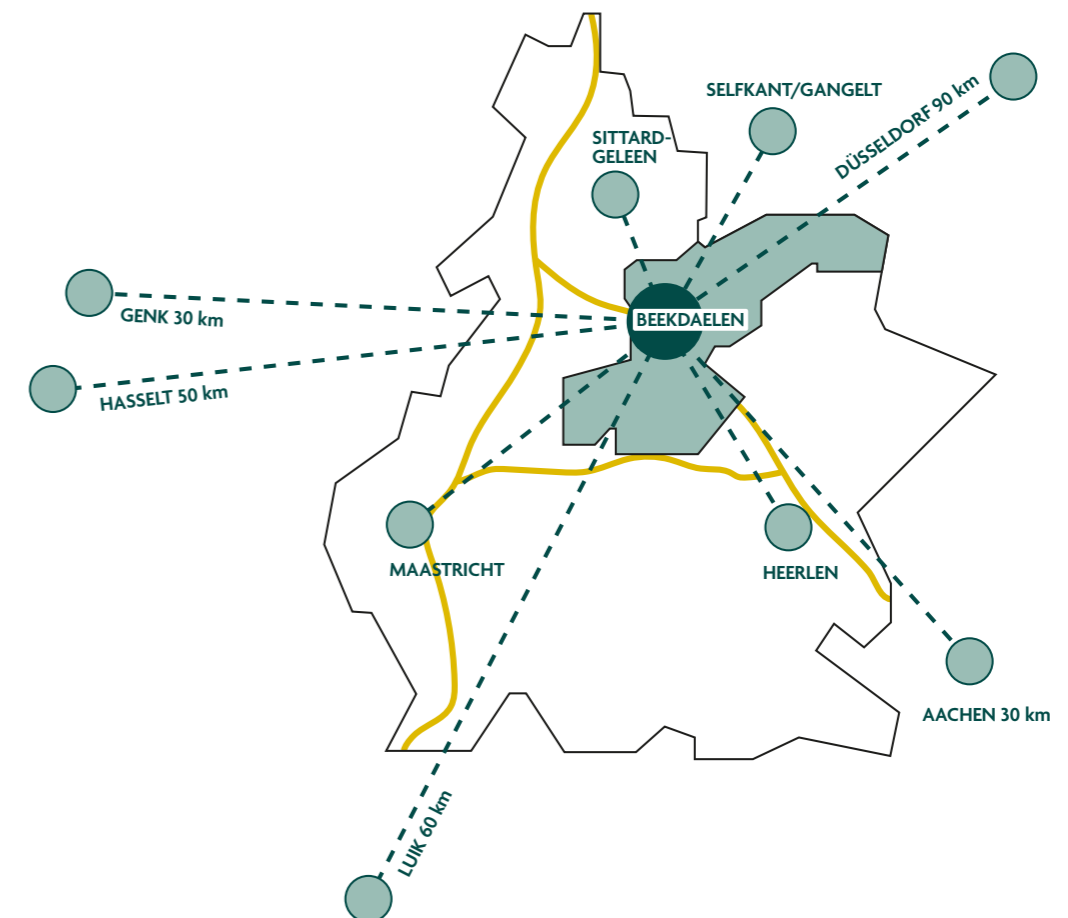 SELFKANT/GANGELT
DÜSSELDORF 90 km
SITTARD-
GELEEN
GENK 30 km
BEEKDAELEN
HASSELT 50 km
MAASTRICHT
HEERLEN
AACHEN 30 km
LUIK 60 km